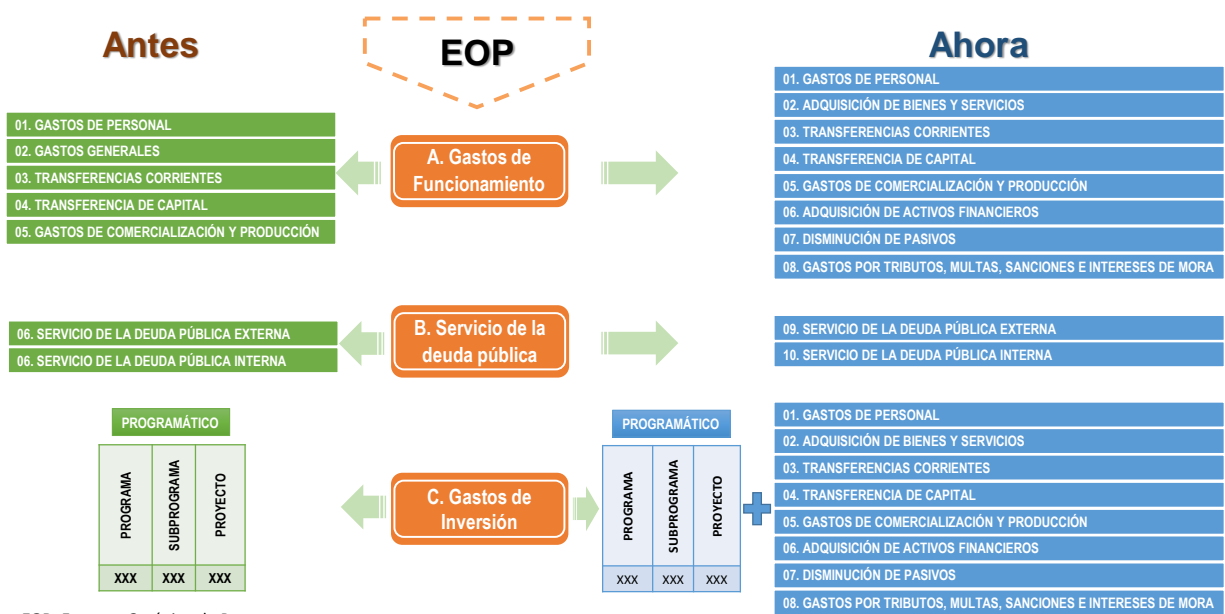 Antes
EOP
Ahora
01. GASTOS DE PERSONAL
02. GASTOS GENERALES
03. TRANSFERENCIAS CORRIENTES
04. TRANSFERENCIA DE CAPITAL
05. GASTOS DE COMERCIALIZACIÓN Y PRODUCCIÓN
A. Gastos de
Funcionamiento
01. GASTOS DE PERSONAL
02. ADQUISICIÓN DE BIENES Y SERVICIOS
03. TRANSFERENCIAS CORRIENTES
04. TRANSFERENCIA DE CAPITAL
05. GASTOS DE COMERCIALIZACIÓN Y PRODUCCIÓN
06. ADQUISICIÓN DE ACTIVOS FINANCIEROS
07. DISMINUCIÓN DE PASIVOS
08. GASTOS POR TRIBUTOS, MULTAS, SANCIONES E INTERESES DE MORA
06. SERVICIO DE LA DEUDA PÚBLICA EXTERNA
06. SERVICIO DE LA DEUDA PÚBLICA INTERNA
B. Servicio de la
deuda pública
09. SERVICIO DE LA DEUDA PÚBLICA EXTERNA
10. SERVICIO DE LA DEUDA PÚBLICA INTERNA
PROGRAMÁTICO
PROGRAMA
SUBPROGRAMA
PROYECTO
XXX XXX XXX
C. Gastos de
Inversión
PROGRAMÁTICO
PROGRAMA
SUBPROGRAMA
PROYECTO
XXX XXX XXX
01. GASTOS DE PERSONAL
02. ADQUISICIÓN DE BIENES Y SERVICIOS
03. TRANSFERENCIAS CORRIENTES
04. TRANSFERENCIA DE CAPITAL
05. GASTOS DE COMERCIALIZACIÓN Y PRODUCCIÓN
06. ADQUISICIÓN DE ACTIVOS FINANCIEROS
07. DISMINUCIÓN DE PASIVOS
08. GASTOS POR TRIBUTOS, MULTAS, SANCIONES E INTERESES DE MORA